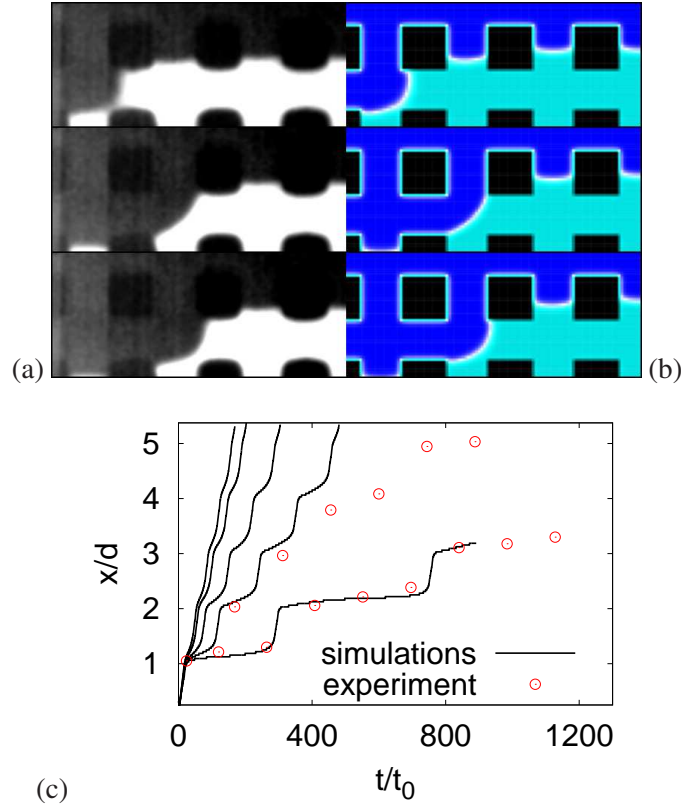 (a)
(b)
5
4
3
2
1
x/d
simulations
experiment
0 400 800 1200
t/t0
(c)